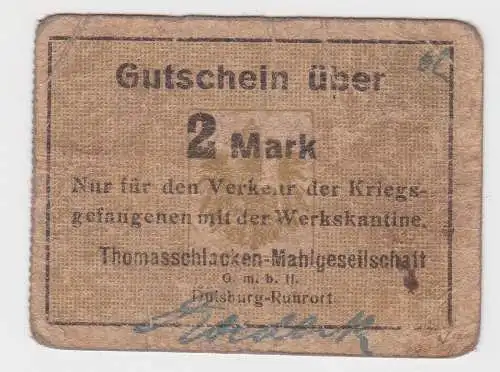 Gutschein über
2 Mark
Nur für den Verkehr der Kriegs-
gefangenen mit der Werkskantine.
Thomasschlacken-Mahlgesellschaft
G. m. b. H.
Duisburg-Ruhrort